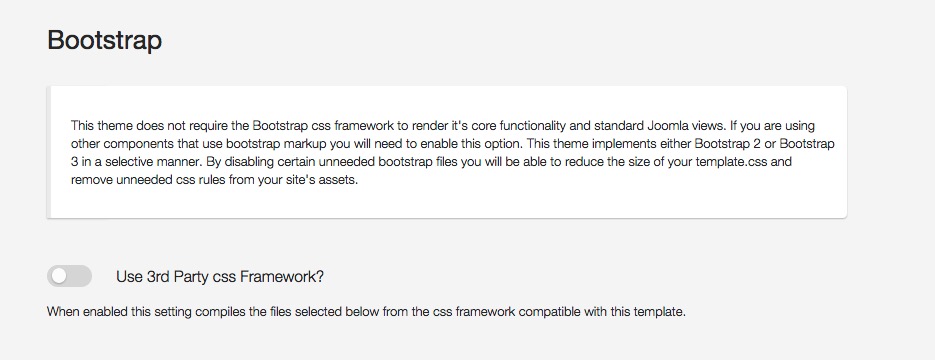 Bootstrap
This theme does not require the Bootstrap css framework to render it's core functionality and standard Joomla views. If you are using
other components that use bootstrap markup you will need to enable this option. This theme implements either Bootstrap 2 or Bootstrap
3 in a selective manner. By disabling certain unneeded bootstrap files you will be able to reduce the size of your template.css and
remove unneeded css rules from your site's assets.
Use 3rd Party css Framework?
When enabled this setting compiles the files selected below from the css framework compatible with this template.